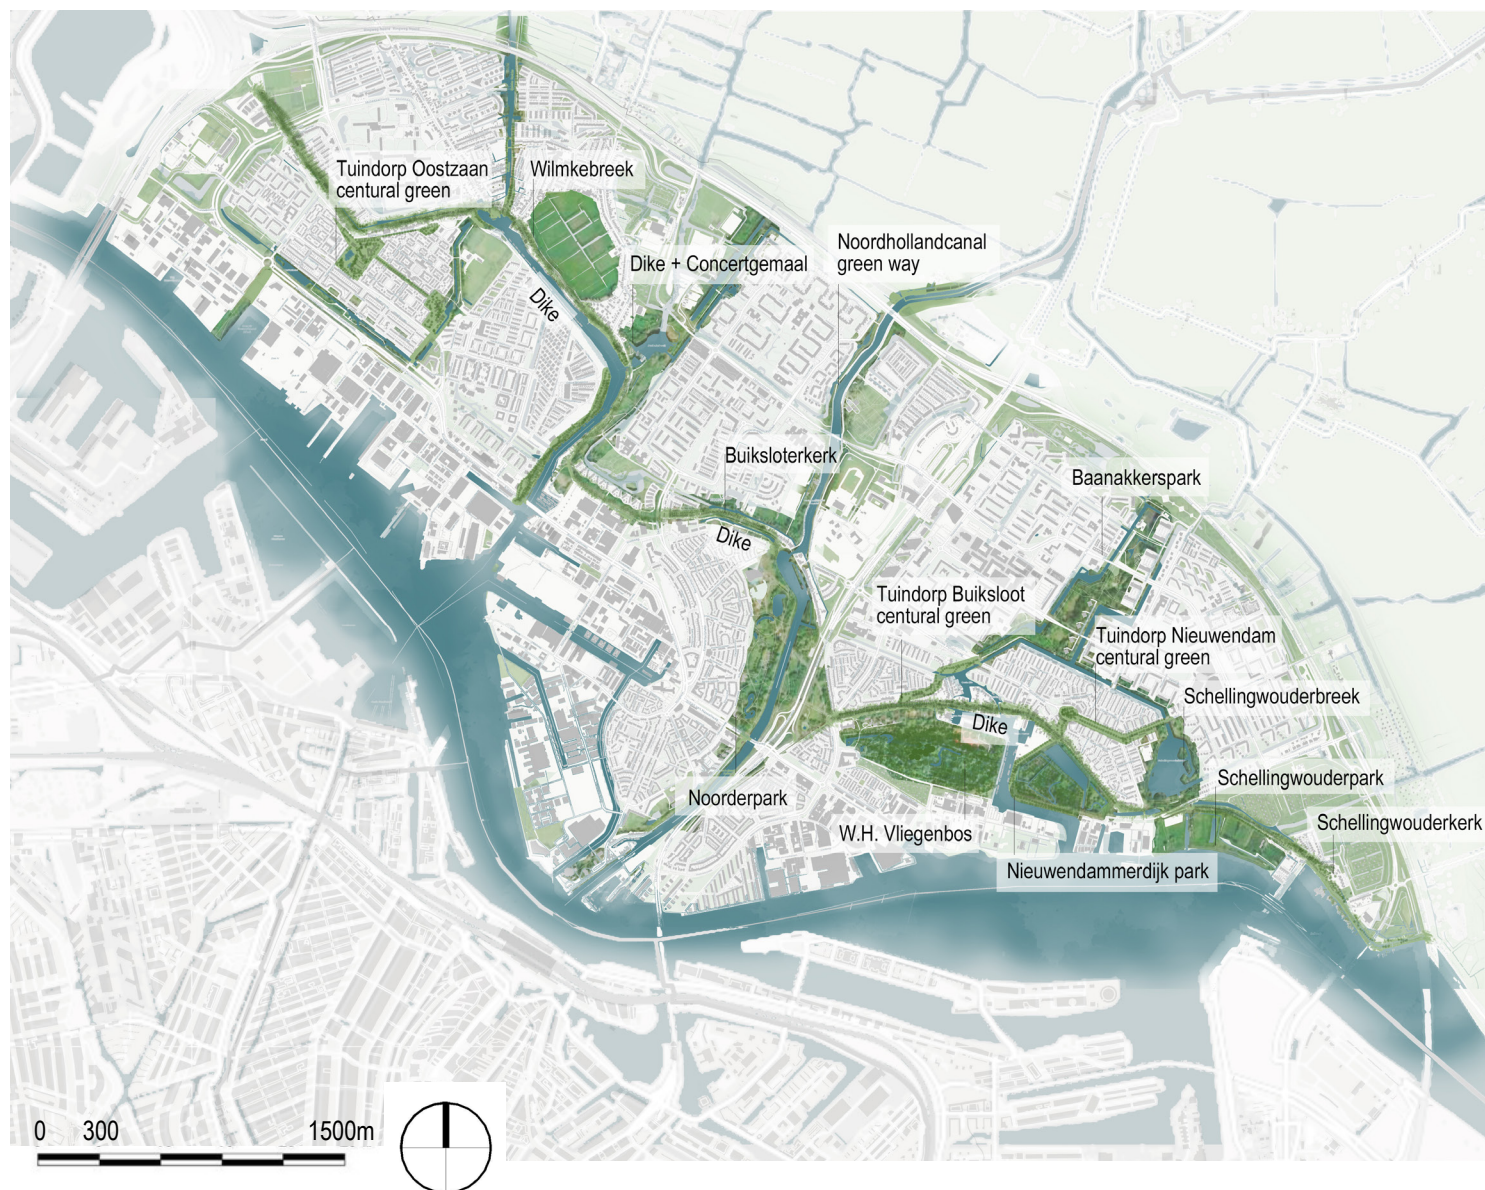 Tuindorp Oostzaan
centural green
Wilmkebreek
Dike + Concertgemaal
Noordhollandcanal
green way
Dike
Buiksloterkerk
Baanakkerspark
Dike
Tuindorp Buiksloot
centural green
Tuindorp Nieuwendam
centural green
Schellingwouderbreek
Dike
Schellingwouderpark
Noorderpark
Schellingwouderkerk
W.H. Vliegenbos
Nieuwendammerdijk park
0 300 1500m